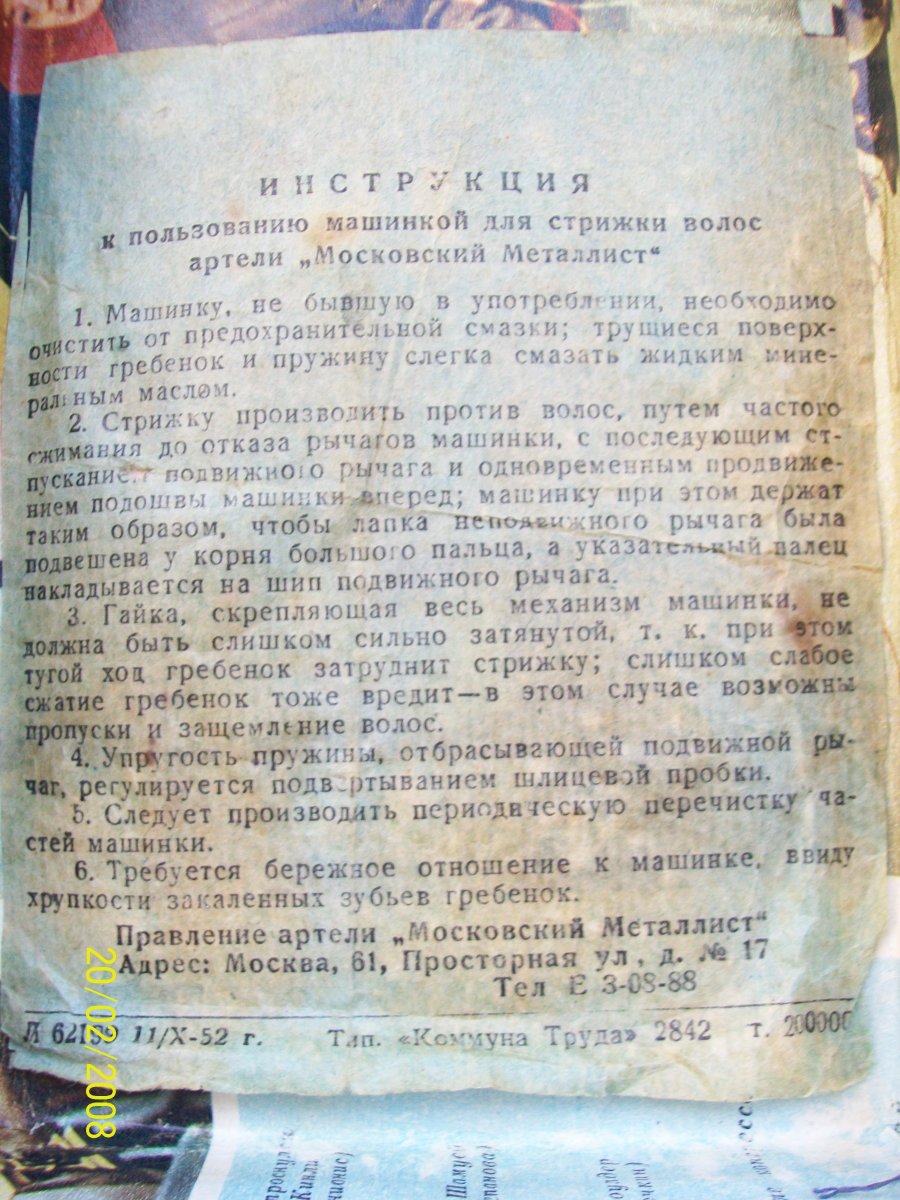 ИНСТРУКЦИЯ
к пользованию машинкой для стрижки волос
артели „Московский Металлист“
1. Машинку, не бывшую в употреблении, необходимо
очистить от предохранительной смазки; трущиеся поверх-
ности гребенок и пружину слегка смазать жидким мине-
ральным маслом.
2. Стрижку производить против волос, путем частого
сжимания до отказа рычагов машинки, с последующим от-
пусканием подвижного рычага и одновременным продвиже-
нием подошвы машинки вперед; машинку при этом держат
таким образом, чтобы лапка неподвижного рычага была
подвешена у корня большого пальца, а указательный палец
накладывается на шип подвижного рычага.
3. Гайка, скрепляющая весь механизм машинки, не
должна быть слишком сильно затянутой, т. к. при этом
тугой ход гребенок затруднит стрижку; слишком слабое
сжатие гребенок тоже вредит—в этом случае возможны
пропуски и защемление волос.
4. Упругость пружины, отбрасывающей подвижной ры-
чаг, регулируется подвертыванием шлицевой пробки.
5. Следует производить периодическую перечистку ча-
стей машинки.
6. Требуется бережное отношение к машинке, ввиду
хрупкости закаленных зубьев гребенок.
Правление артели „Московский Металлист“
Адрес: Москва, 61, Просторная ул, д. № 17
Тел Е 3-08-88
11/X-52 г. Тип. «Коммуна Труда» 2842 т. 200000
20/02/2008